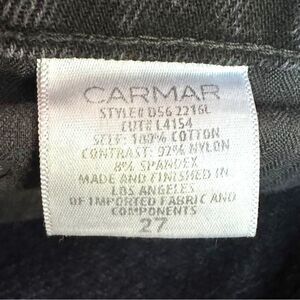 CARMAR
STYLE# D56 2216L
CUT# L4154
SELF: 100% COTTON
CONTRAST: 92% NYLON
8% SPANDEX
MADE AND FINISHED IN
LOS ANGELES
OF IMPORTED FABRIC AND
COMPONENTS
27